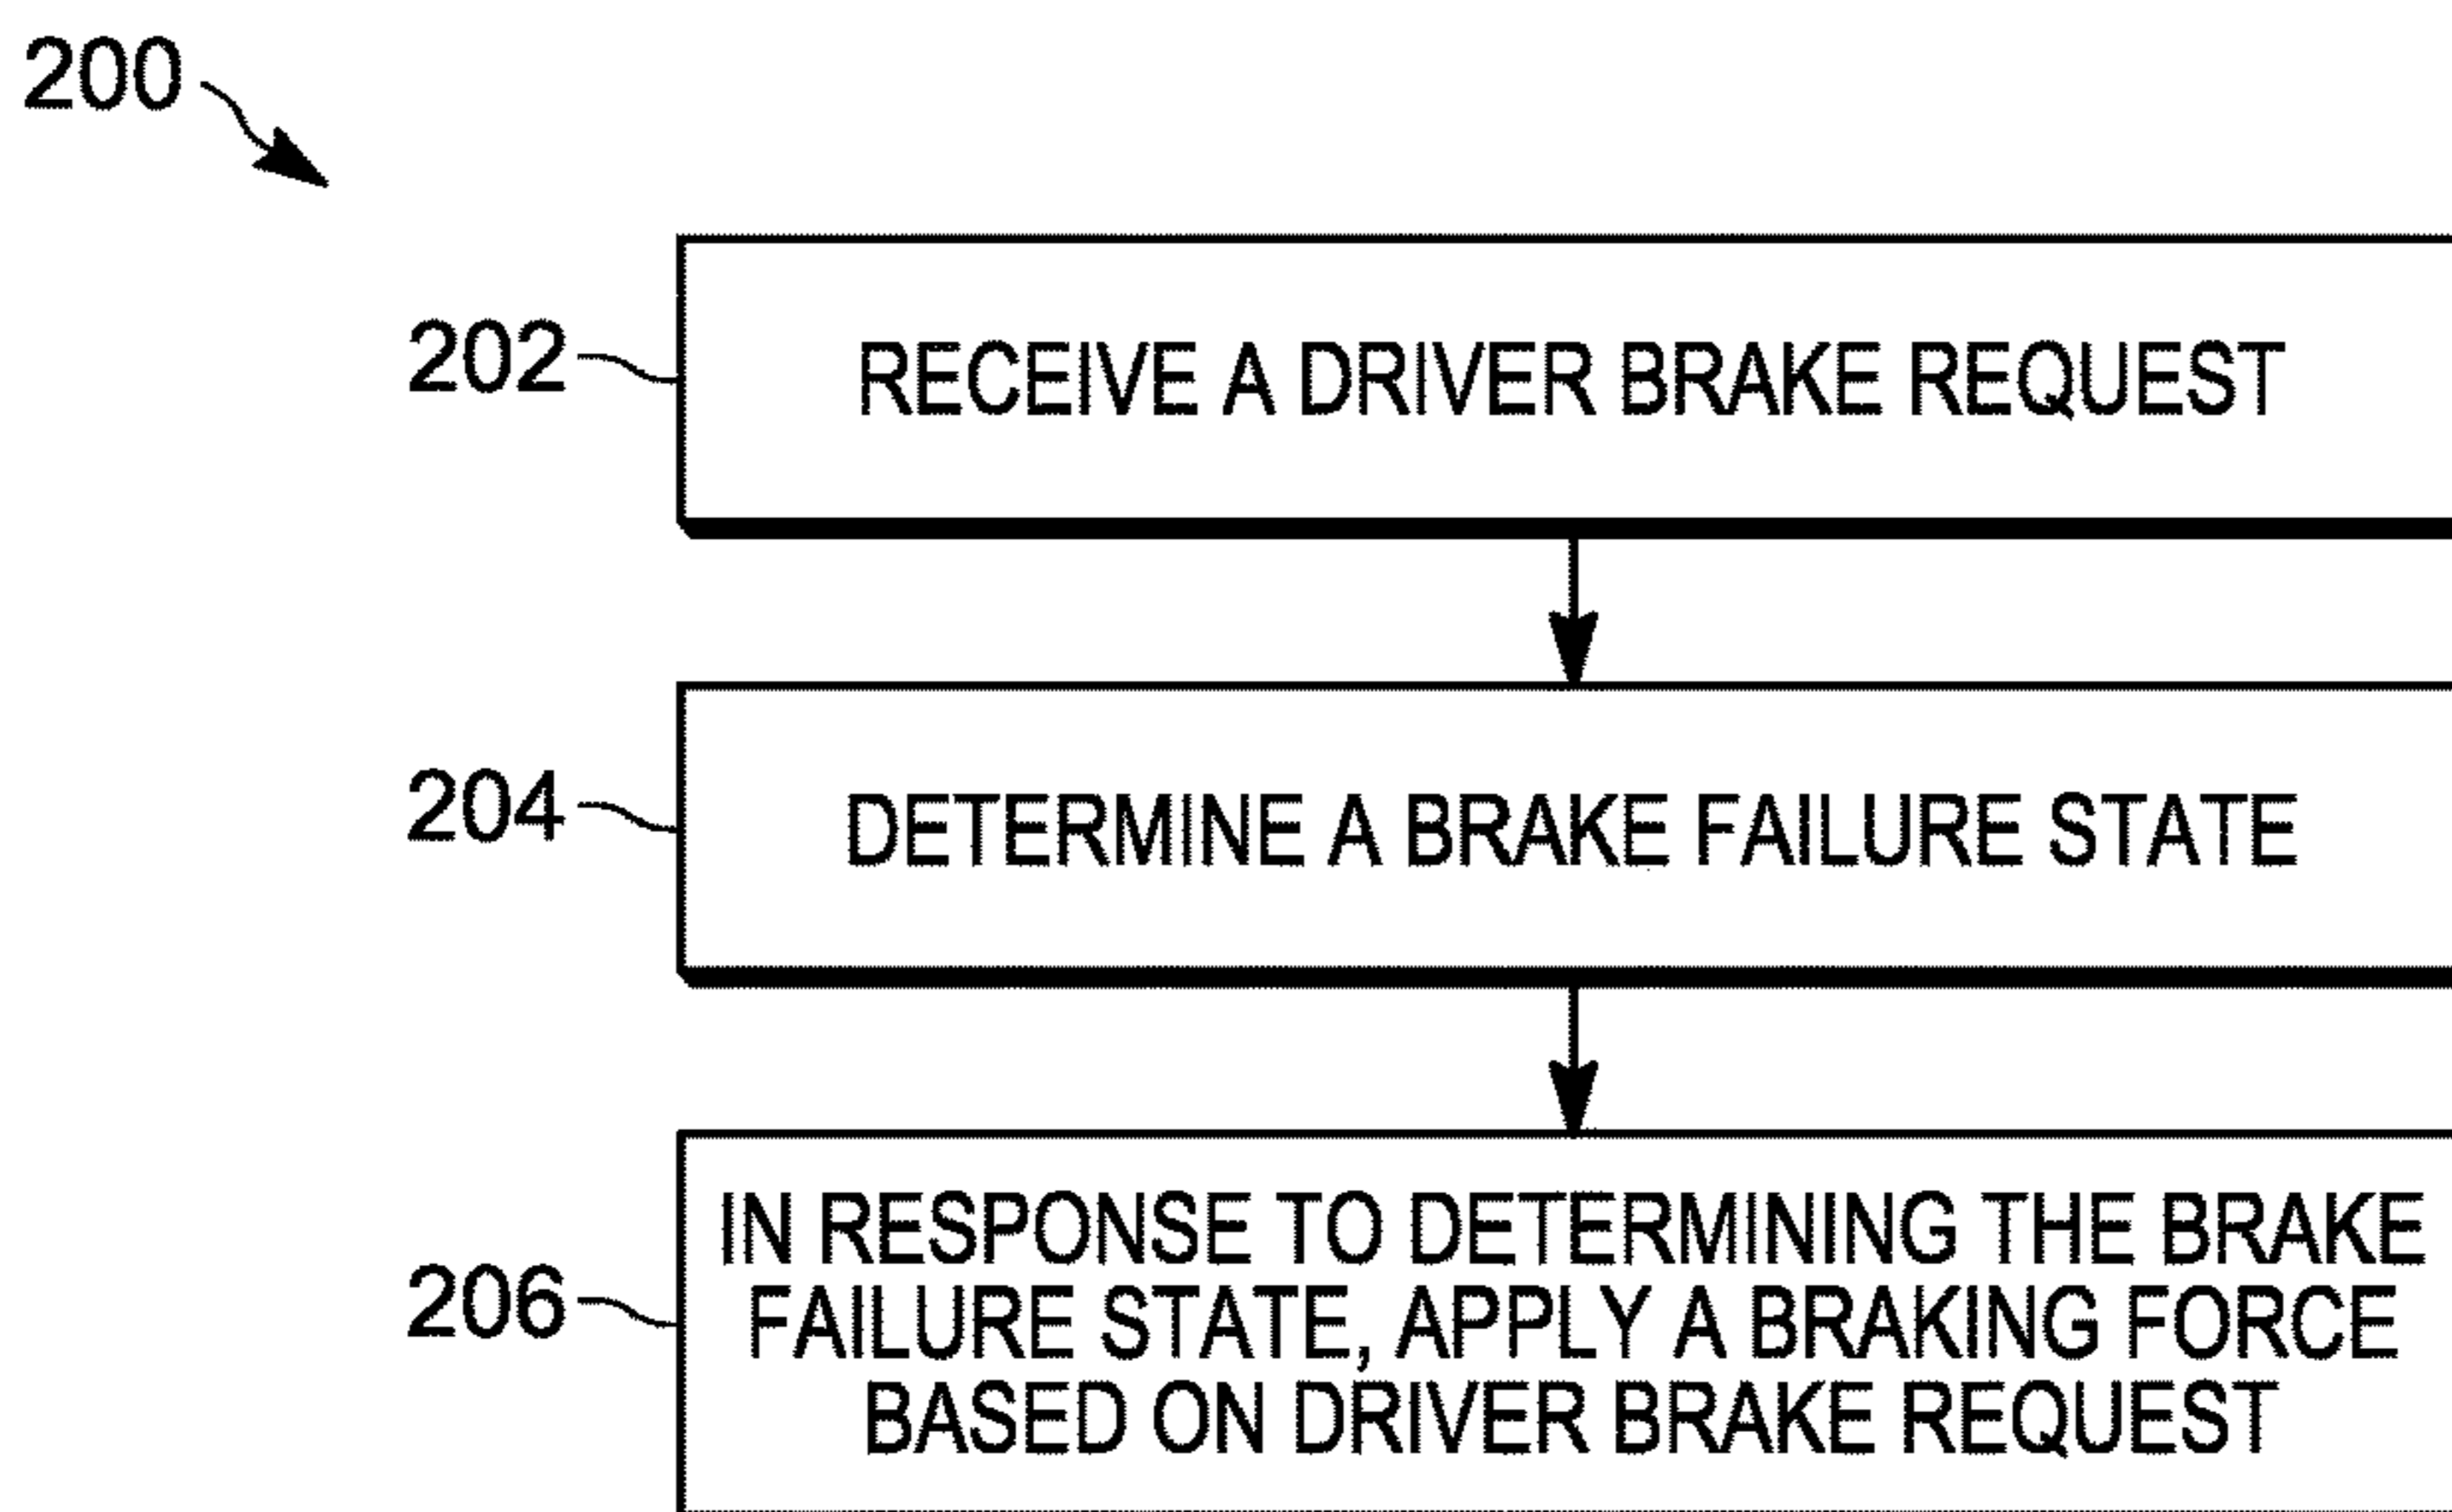 200
202
RECEIVE A DRIVER BRAKE REQUEST
204
DETERMINE A BRAKE FAILURE STATE
206
IN RESPONSE TO DETERMINING THE BRAKE
FAILURE STATE, APPLY A BRAKING FORCE
BASED ON DRIVER BRAKE REQUEST